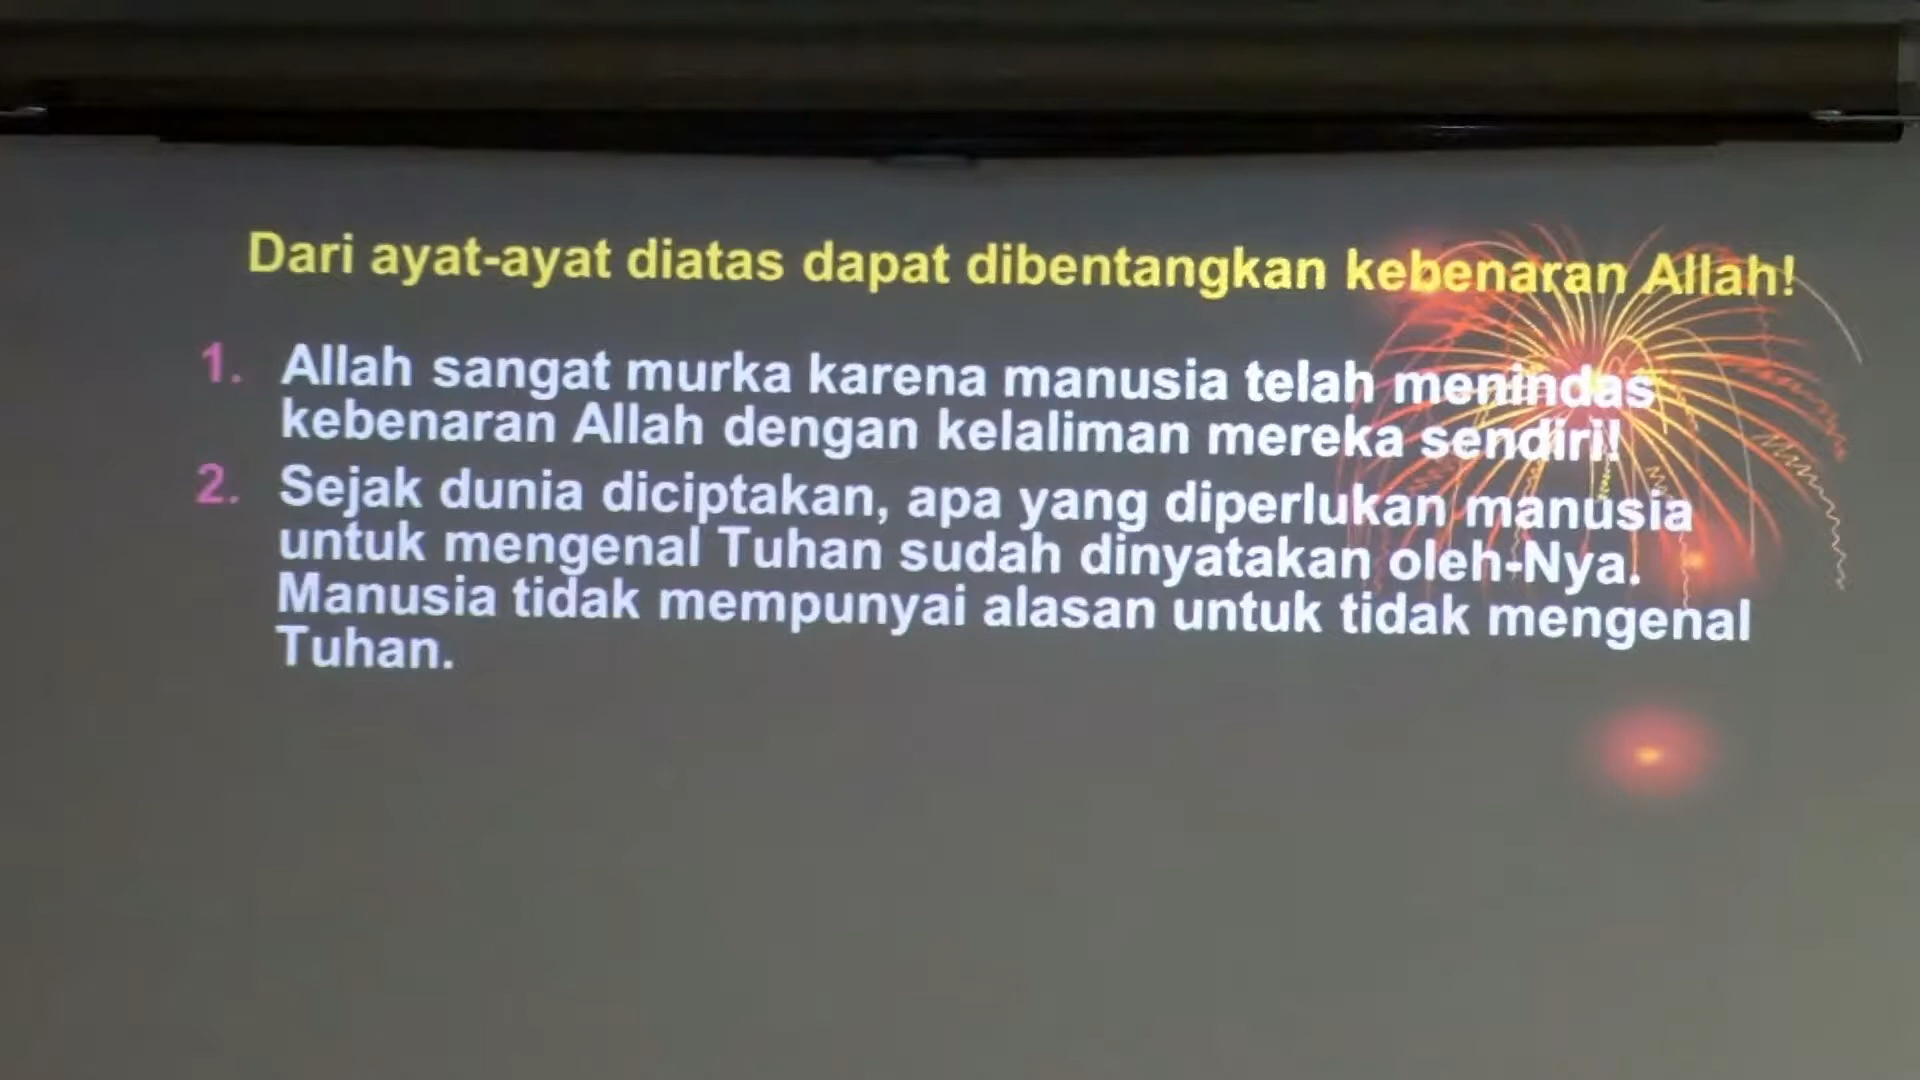 Dari ayat-ayat diatas dapat dibentangkan kebenaran Allah!
1. Allah sangat murka karena manusia telah menindas
kebenaran Allah dengan kelaliman mereka sendiri!
2. Sejak dunia diciptakan, apa yang diperlukan manusia
untuk mengenal Tuhan sudah dinyatakan oleh-Nya.
Manusia tidak mempunyai alasan untuk tidak mengenal
Tuhan.